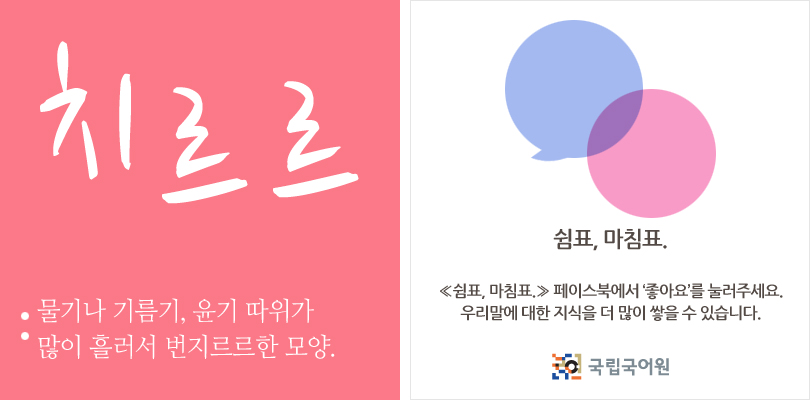 치르르
: 물기나 기름기, 윤기 따위가
많이 흘러서 번지르르한 모양.
쉼표, 마침표.
≪쉼표, 마침표.≫ 페이스북에서 '좋아요'를 눌러주세요.
우리말에 대한 지식을 더 많이 쌓을 수 있습니다.
국립국어원